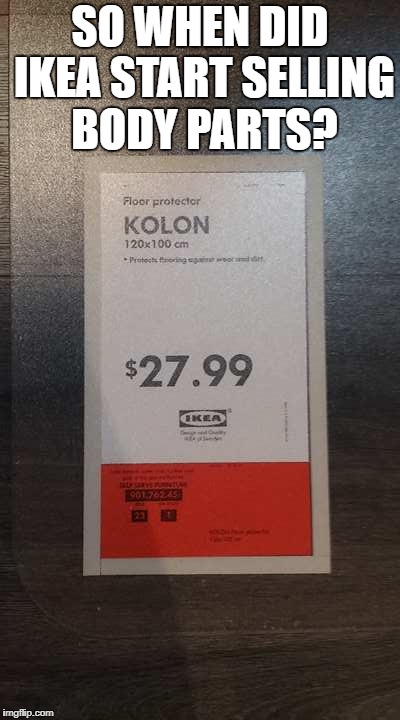 SO WHEN DID
IKEA START SELLING
BODY PARTS?
Floor protector
KOLON
120x100 cm
• Protects flooring against wear and dirt.
$27.99
IKEA®
Design and Quality
IKEA of Sweden
SELF SERVE FURNITURE
901.762.45
23 1
KOLON floor protector
120x100 cm
imgflip.com